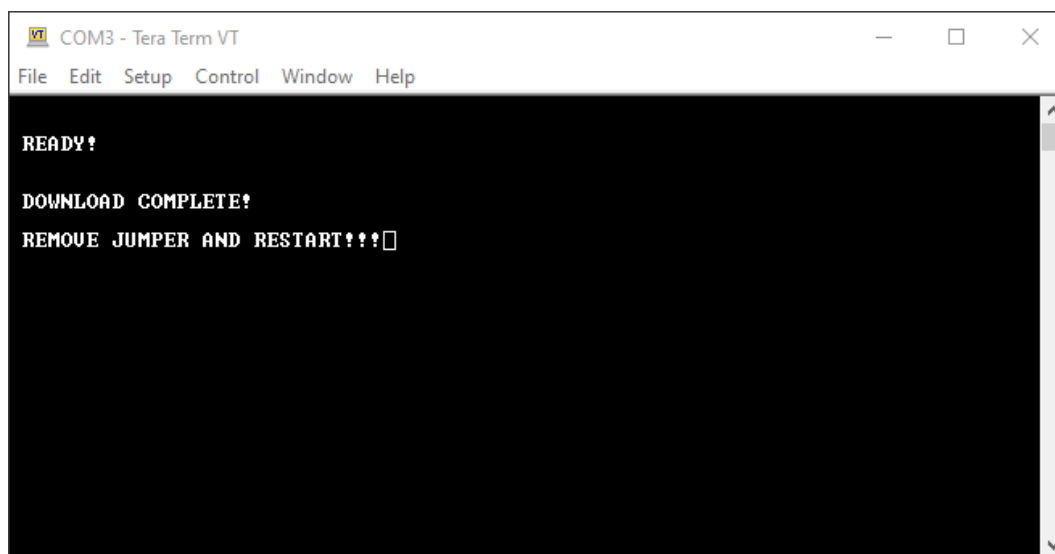 COM3 - Tera Term VT
File Edit Setup Control Window Help
READY!
DOWNLOAD COMPLETE!
REMOVE JUMPER AND RESTART!!!